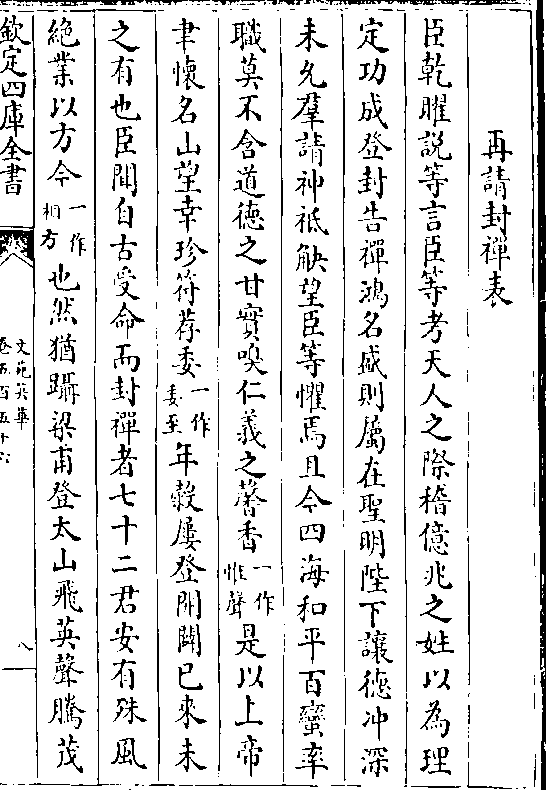 再請封禪表
臣乾曜説等言臣等考天人之際稽億兆之姓以為理
定功成登封告禪鴻名盛則屬在聖明陛下讓德冲深
未允羣請神祇觖望臣等懼焉且今四海和平百蠻率
職莫不含道德之甘實嗅仁義之馨香一作惟聲是以上帝
聿懷名山望幸珍符荐委一作委至年穀屢登開闢已來未
之有也臣聞自古受命而封禪者七十二君安有殊風
絶業以方今一作相方也然猶躡梁甫登太山飛英聲騰茂
欽定四庫全書
文苑英華
卷五百五十六
八